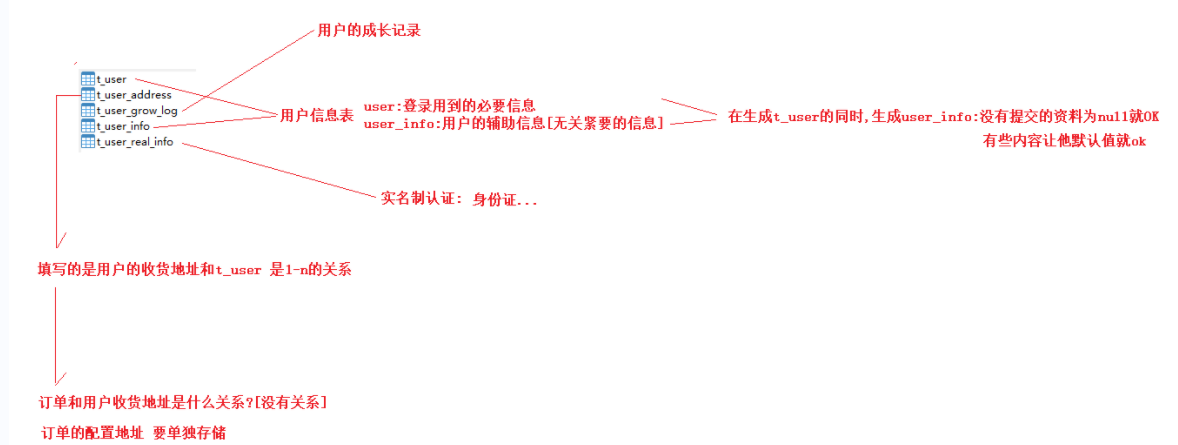 用户的成长记录
t_user
t_user_address
t_user_grow_log
t_user_info
t_user_real_info
用户信息表
user:登录用到的必要信息
user_info:用户的辅助信息[无关紧要的信息]
在生成t_user的同时,生成user_info:没有提交的资料为null就OK
有些内容让他默认值就ok
实名制认证: 身份证...
填写的是用户的收货地址和t_user 是1-n的关系
订单和用户收货地址是什么关系?[没有关系]
订单的配置地址 要单独存储